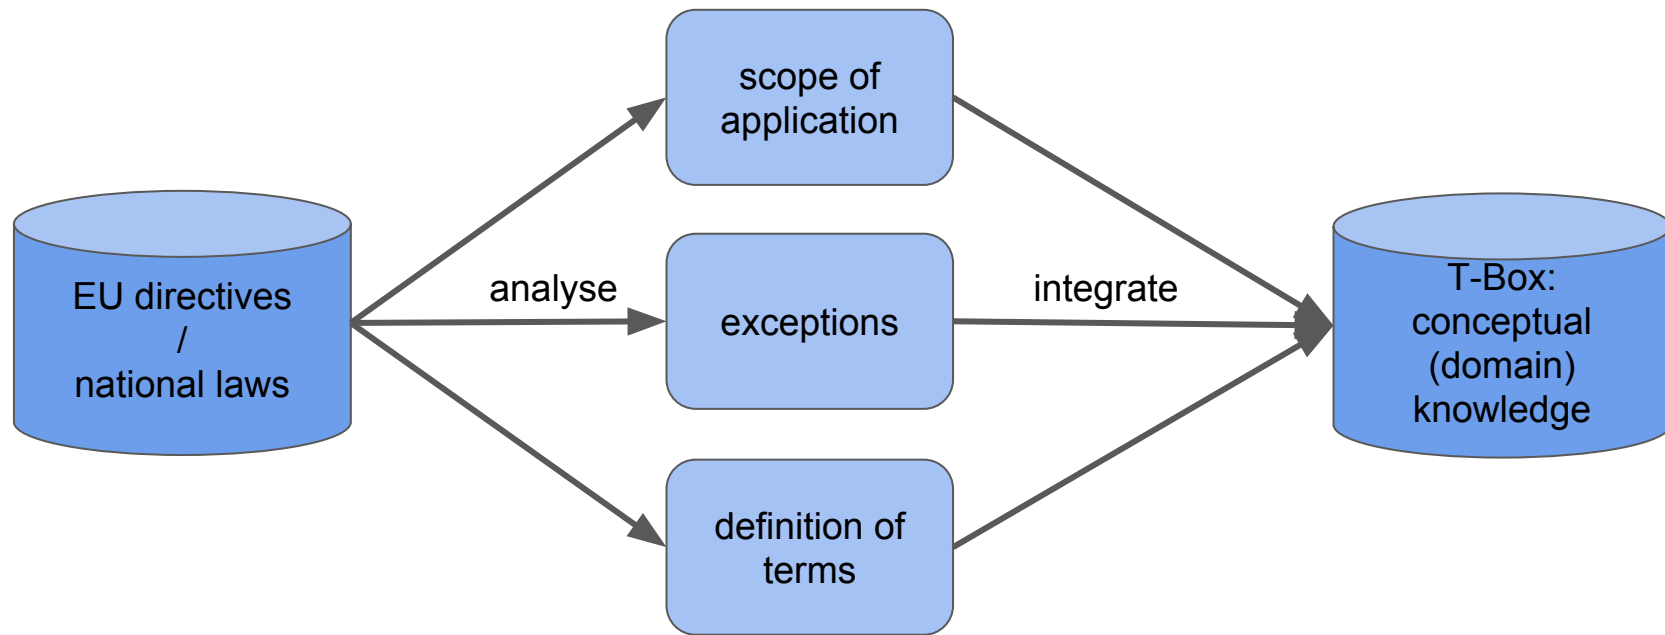 EU directives
/
national laws
analyse
scope of
application
exceptions
definition of
terms
integrate
T-Box:
conceptual
(domain)
knowledge